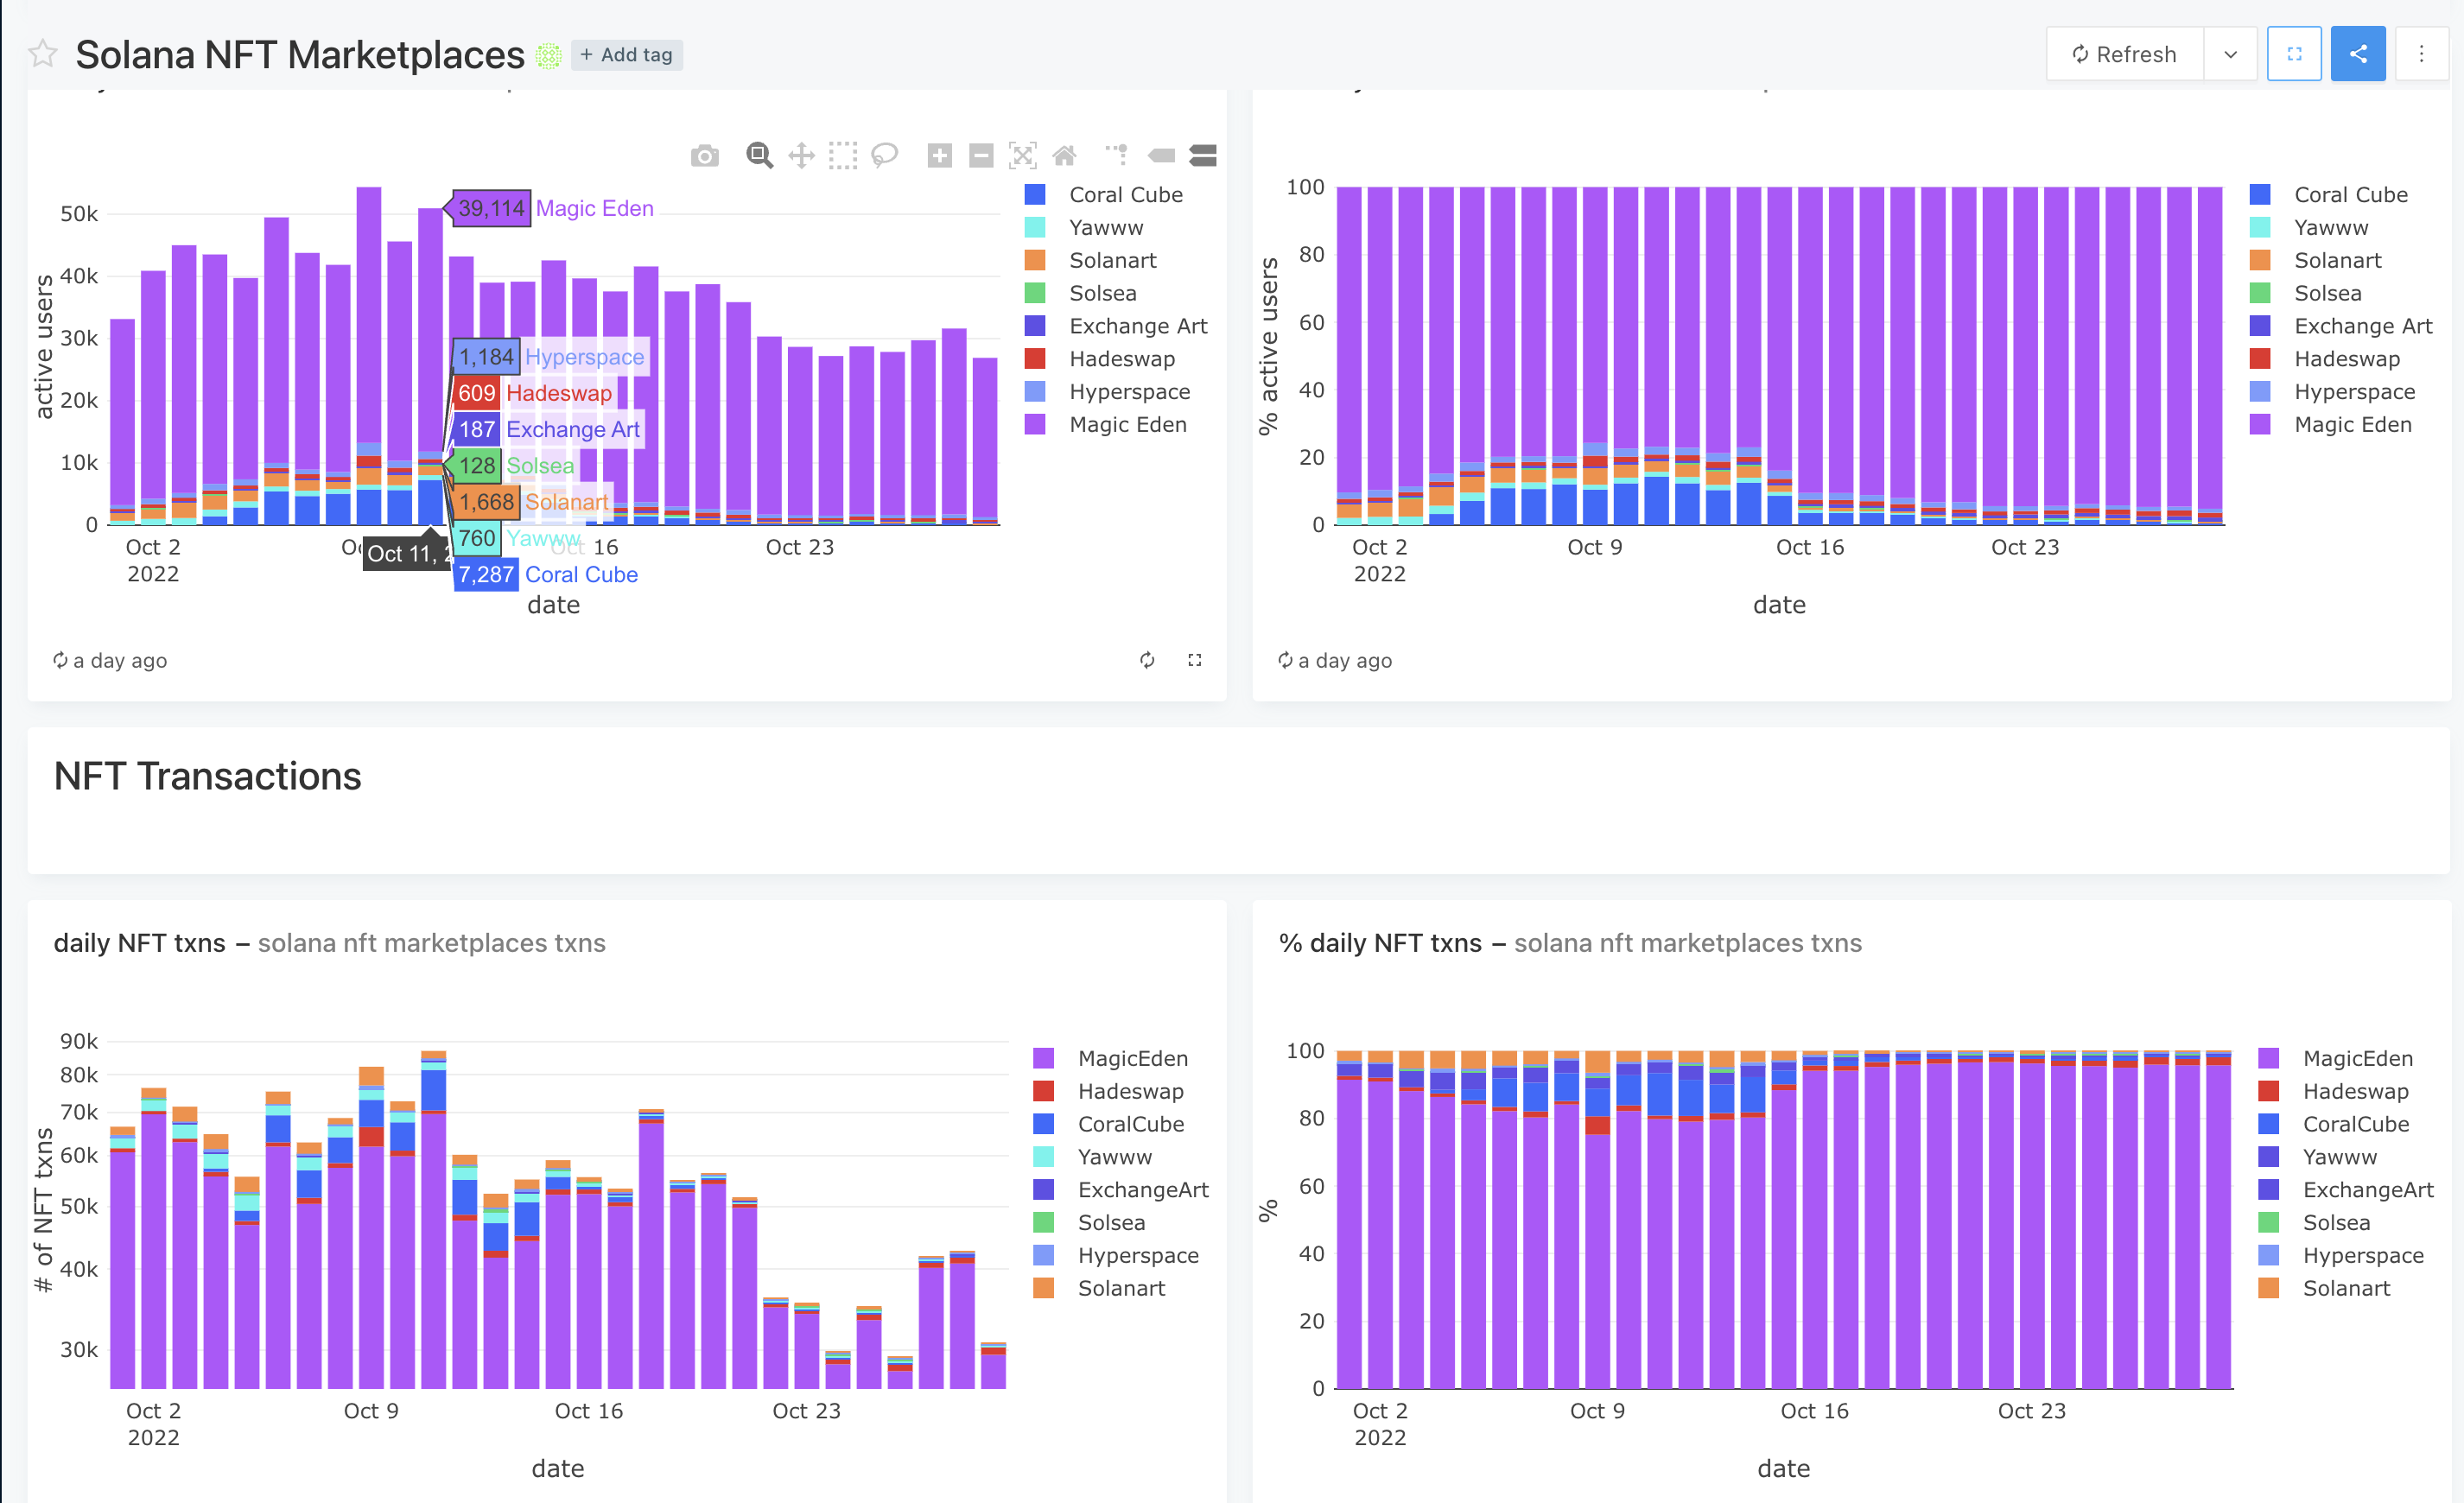 Solana NFT Marketplaces
+ Add tag
Refresh
39,114 Magic Eden
1,184 Hyperspace
609 Hadeswap
187 Exchange Art
128 Solsea
1,668 Solanart
760 Yawww
7,287 Coral Cube
Oct 11,
active users
50k
40k
30k
20k
10k
0
Oct 2
2022
16
Oct 23
date
Coral Cube
Yawww
Solanart
Solsea
Exchange Art
Hadeswap
Hyperspace
Magic Eden
a day ago
% active users
100
80
60
40
20
0
Oct 2
2022
Oct 9
Oct 16
Oct 23
date
Coral Cube
Yawww
Solanart
Solsea
Exchange Art
Hadeswap
Hyperspace
Magic Eden
a day ago
NFT Transactions
daily NFT txns – solana nft marketplaces txns
# of NFT txns
90k
80k
70k
60k
50k
40k
30k
Oct 2
2022
Oct 9
Oct 16
Oct 23
date
MagicEden
Hadeswap
CoralCube
Yawww
ExchangeArt
Solsea
Hyperspace
Solanart
% daily NFT txns – solana nft marketplaces txns
%
100
80
60
40
20
0
Oct 2
2022
Oct 9
Oct 16
Oct 23
date
MagicEden
Hadeswap
CoralCube
Yawww
ExchangeArt
Solsea
Hyperspace
Solanart